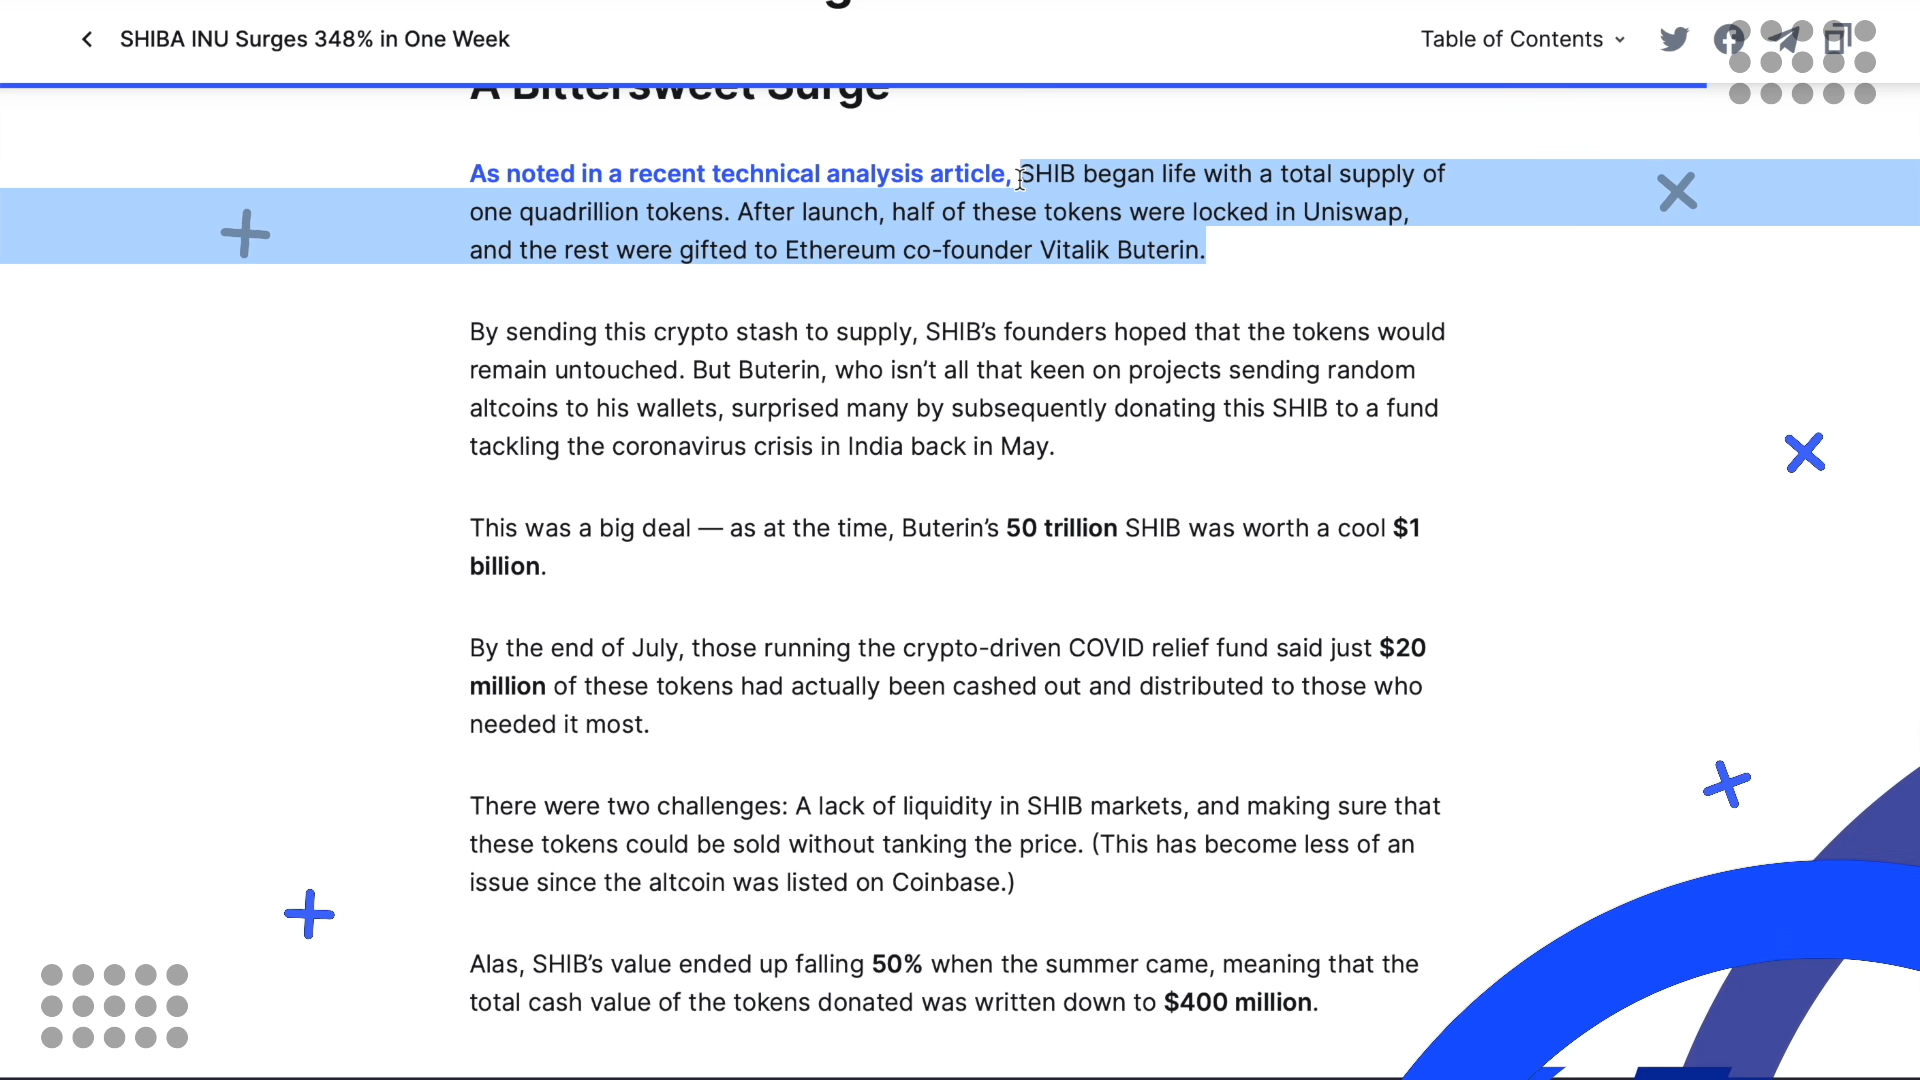 SHIBA INU Surges 348% in One Week
Table of Contents
A Bittersweet Surge
As noted in a recent technical analysis article, SHIB began life with a total supply of
one quadrillion tokens. After launch, half of these tokens were locked in Uniswap,
and the rest were gifted to Ethereum co-founder Vitalik Buterin.
By sending this crypto stash to supply, SHIB’s founders hoped that the tokens would
remain untouched. But Buterin, who isn’t all that keen on projects sending random
altcoins to his wallets, surprised many by subsequently donating this SHIB to a fund
tackling the coronavirus crisis in India back in May.
This was a big deal — as at the time, Buterin’s 50 trillion SHIB was worth a cool $1
billion.
By the end of July, those running the crypto-driven COVID relief fund said just $20
million of these tokens had actually been cashed out and distributed to those who
needed it most.
There were two challenges: A lack of liquidity in SHIB markets, and making sure that
these tokens could be sold without tanking the price. (This has become less of an
issue since the altcoin was listed on Coinbase.)
Alas, SHIB’s value ended up falling 50% when the summer came, meaning that the
total cash value of the tokens donated was written down to $400 million.